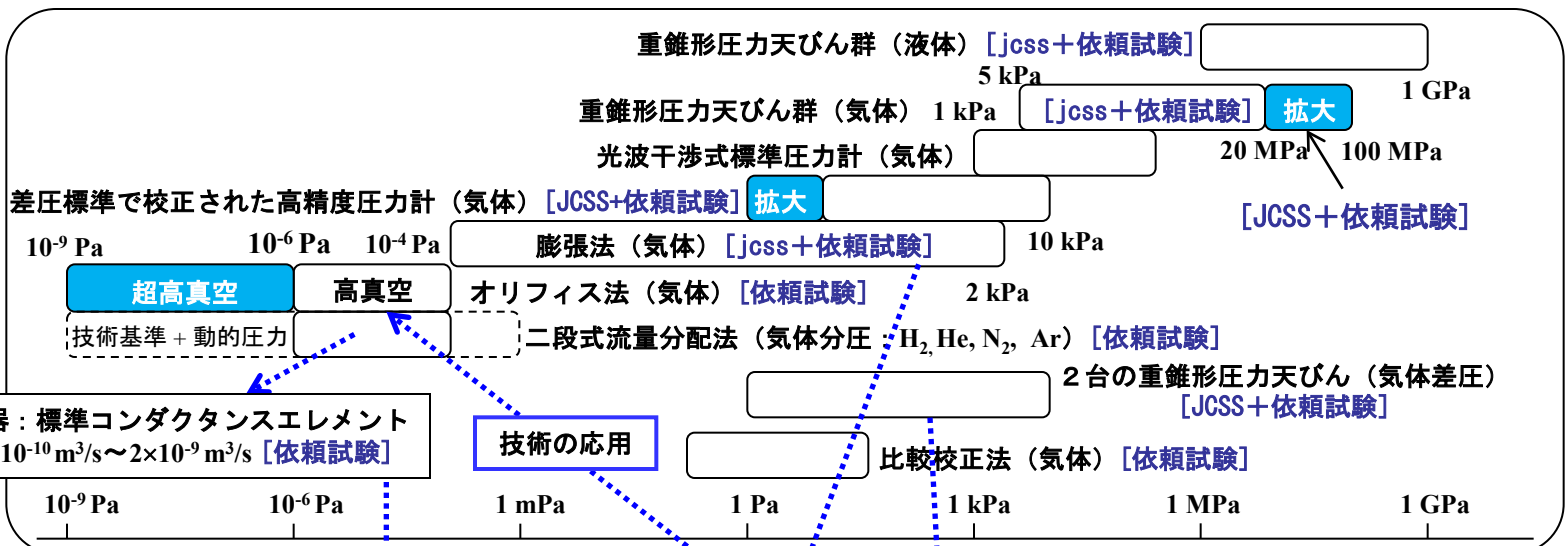 重錘形圧力天びん群（液体）[jcss＋依頼試験]
5 kPa
1 GPa
重錘形圧力天びん群（気体） 1 kPa [jcss＋依頼試験] 拡大
光波干渉式標準圧力計（気体）
20 MPa 100 MPa
差圧標準で校正された高精度圧力計（気体）[JCSS+依頼試験] 拡大
[JCSS＋依頼試験]
10-9 Pa 10-6 Pa 10-4 Pa 膨張法（気体）[jcss＋依頼試験] 10 kPa
超高真空 高真空 オリフィス法（気体）[依頼試験] 2 kPa
技術基準 + 動的圧力 二段式流量分配法（気体分圧：H2, He, N2, Ar）[依頼試験]
２台の重錘形圧力天びん（気体差圧）
[JCSS＋依頼試験]
器：標準コンダクタンスエレメント
10-10 m3/s～2×10-9 m3/s [依頼試験]
技術の応用
比較校正法（気体）[依頼試験]
10-9 Pa 10-6 Pa 1 mPa 1 Pa 1 kPa 1 MPa 1 GPa